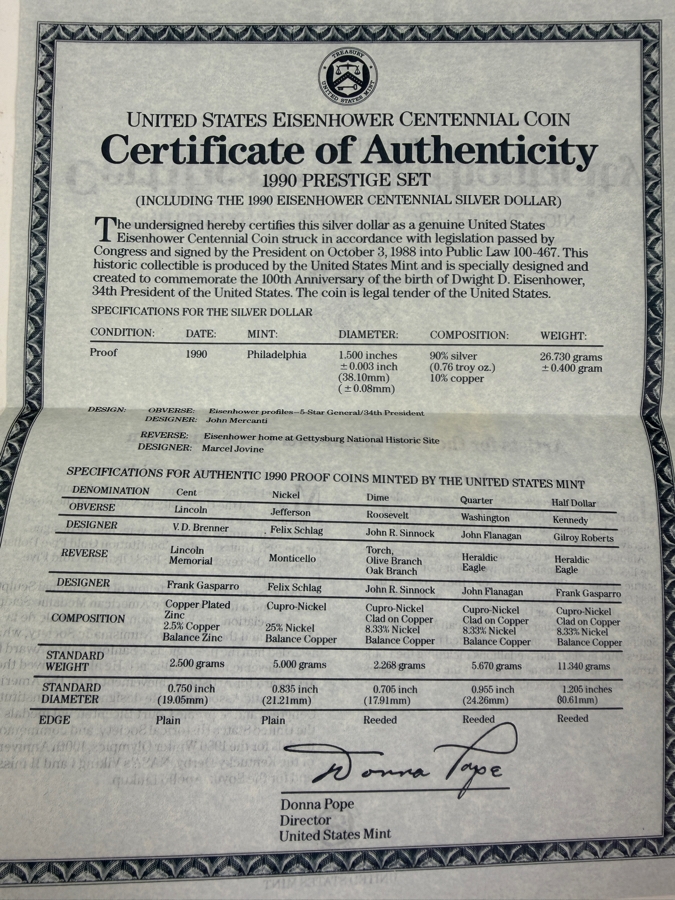 TREASURY
UNITED STATES MINT
UNITED STATES EISENHOWER CENTENNIAL COIN
Certificate of Authenticity
1990 PRESTIGE SET
(INCLUDING THE 1990 EISENHOWER CENTENNIAL SILVER DOLLAR)
The undersigned hereby certifies this silver dollar as a genuine United States
Eisenhower Centennial Coin struck in accordance with legislation passed by
Congress and signed by the President on October 3, 1988 into Public Law 100-467. This
historic collectible is produced by the United States Mint and is specially designed and
created to commemorate the 100th Anniversary of the birth of Dwight D. Eisenhower,
34th President of the United States. The coin is legal tender of the United States.
SPECIFICATIONS FOR THE SILVER DOLLAR
CONDITION: DATE: MINT: DIAMETER: COMPOSITION: WEIGHT:
Proof 1990 Philadelphia 1.500 inches 90% silver 26.730 grams
±0.003 inch (0.76 troy oz.) ±0.400 gram
(38.10mm) 10% copper
(±0.08mm)
DESIGN: OBVERSE: Eisenhower profiles—5-Star General/34th President
DESIGNER: John Mercanti
REVERSE: Eisenhower home at Gettysburg National Historic Site
DESIGNER: Marcel Jovine
SPECIFICATIONS FOR AUTHENTIC 1990 PROOF COINS MINTED BY THE UNITED STATES MINT
DENOMINATION Cent Nickel Dime Quarter Half Dollar
OBVERSE Lincoln Jefferson Roosevelt Washington Kennedy
DESIGNER V.D. Brenner Felix Schlag John R. Sinnock John Flanagan Gilroy Roberts
REVERSE Lincoln Memorial Monticello Torch, Olive Branch Oak Branch Heraldic Eagle Heraldic Eagle
DESIGNER Frank Gasparro Felix Schlag John R. Sinnock John Flanagan Frank Gasparro
COMPOSITION Copper Plated Zinc 2.5% Copper Balance Zinc Cupro-Nickel 25% Nickel Balance Copper Cupro-Nickel Clad on Copper 8.33% Nickel Balance Copper Cupro-Nickel Clad on Copper 8.33% Nickel Balance Copper Cupro-Nickel Clad on Copper 8.33% Nickel Balance Copper
STANDARD WEIGHT 2.500 grams 5.000 grams 2.268 grams 5.670 grams 11.340 grams
STANDARD DIAMETER 0.750 inch (19.05mm) 0.835 inch (21.21mm) 0.705 inch (17.91mm) 0.955 inch (24.26mm) 1.205 inches (30.61mm)
EDGE Plain Plain Reeded Reeded Reeded
Donna Pope
Donna Pope
Director
United States Mint